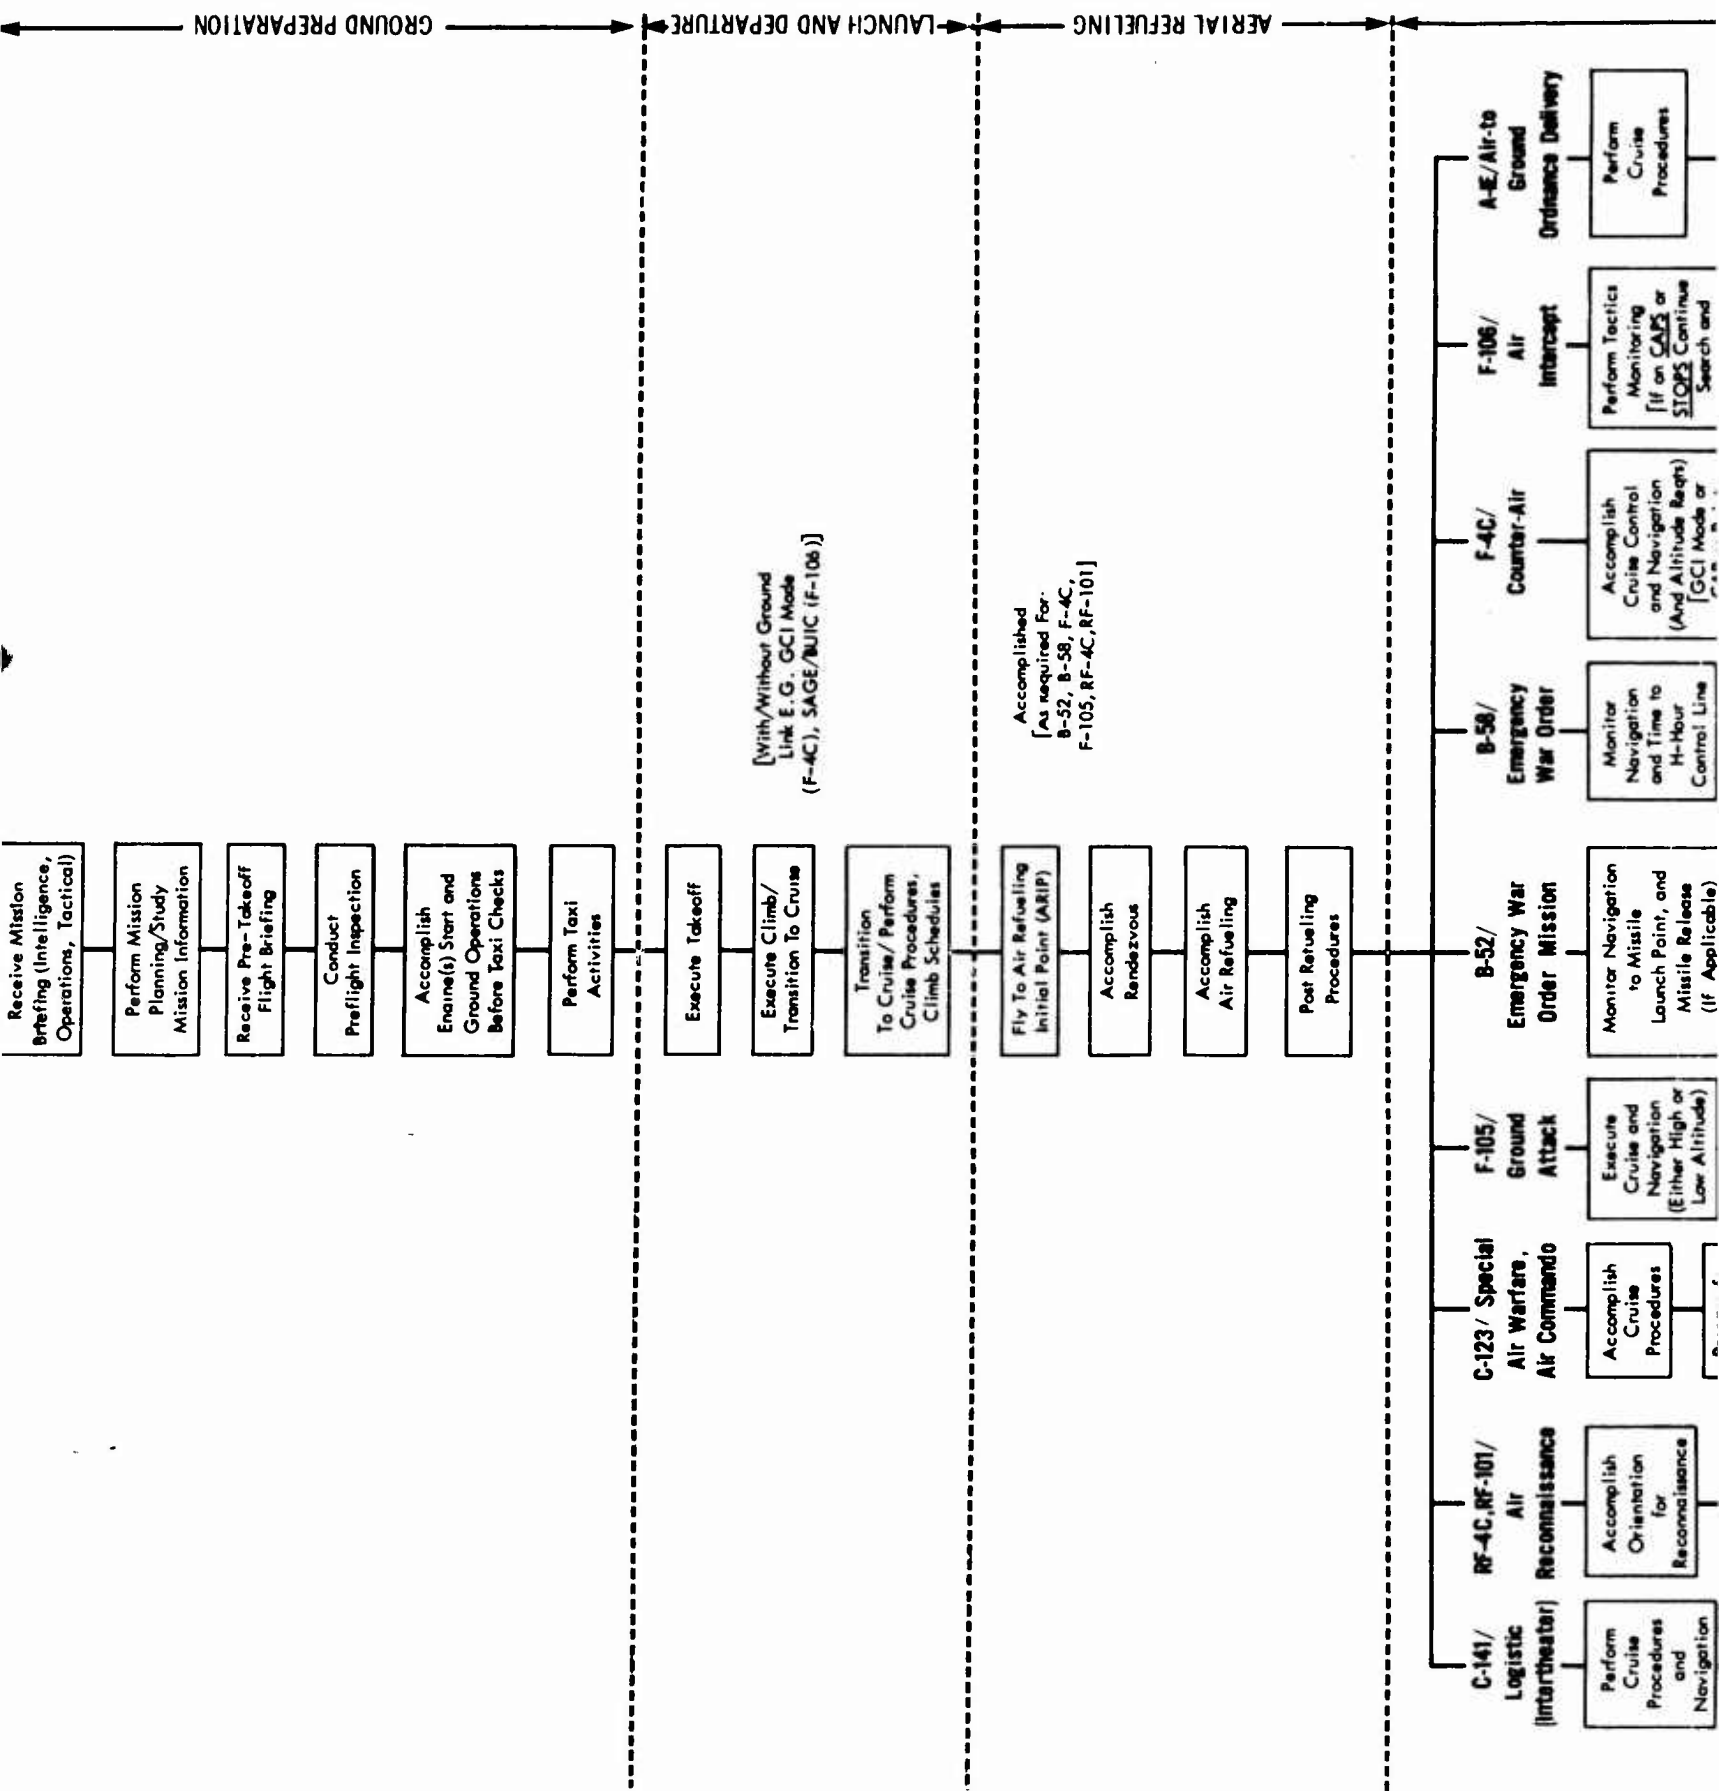 GROUND PREPARATION
LAUNCH AND DEPARTURE
AERIAL REFUELING
Receive Mission
Briefing (Intelligence,
Operations, Tactical)
Perform Mission
Planning/Study
Mission Information
Receive Pre-Takeoff
Flight Briefing
Conduct
Preflight Inspection
Accomplish
Engine(s) Start and
Ground Operations
Before Taxi Checks
Perform Taxi
Activities
Execute Takeoff
Execute Climb/
Transition To Cruise
[With/Without Ground
Link E.G. GCI Mode
(F-4C), SAGE/BUIC (F-106)]
Transition
To Cruise/Perform
Cruise Procedures,
Climb Schedules
Fly To Air Refueling
Initial Point (ARIP)
Accomplished
[As Required For.
B-52, B-58, F-4C,
F-105, RF-4C, RF-101]
Accomplish
Rendezvous
Accomplish
Air Refueling
Post Refueling
Procedures
C-141/
Logistic
(Intertheater)
Perform
Cruise
Procedures
and
Navigation
RF-4C, RF-101/
Air
Reconnaissance
Accomplish
Orientation
for
Reconnaissance
C-123/ Special
Air Warfare,
Air Commando
Accomplish
Cruise
Procedures
F-105/
Ground
Attack
Execute
Cruise and
Navigation
(Either High or
Low Altitude)
B-52/
Emergency War
Order Mission
Monitor Navigation
to Missile
Launch Point, and
Missile Release
(If Applicable)
B-58/
Emergency
War Order
Monitor
Navigation
and Time to
H-Hour
Control Line
F-4C/
Counter-Air
Accomplish
Cruise Control
and Navigation
(And Altitude Reqts)
[GCI Mode or
F-106/
Air
Intercept
Perform Tactics
Monitoring
[If on CAPS or
STOPS Continue
Search and
A-1E/Air-to
Ground
Ordnance Delivery
Perform
Cruise
Procedures